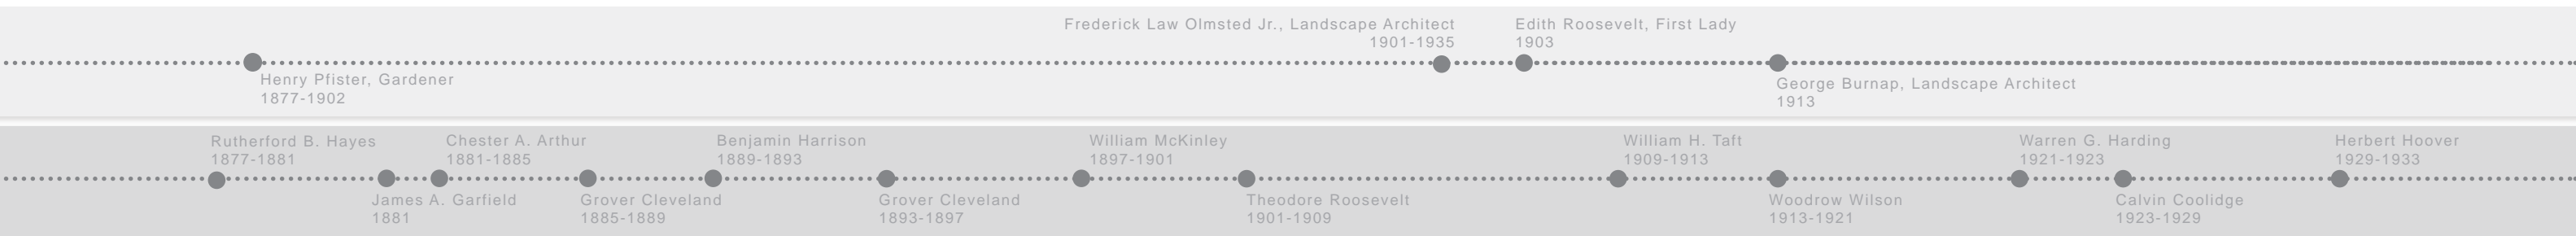 Frederick Law Olmsted Jr., Landscape Architect
1901-1935
Edith Roosevelt, First Lady
1903
Henry Pfister, Gardener
1877-1902
George Burnap, Landscape Architect
1913
Rutherford B. Hayes
1877-1881
Chester A. Arthur
1881-1885
Benjamin Harrison
1889-1893
William McKinley
1897-1901
William H. Taft
1909-1913
Warren G. Harding
1921-1923
Herbert Hoover
1929-1933
James A. Garfield
1881
Grover Cleveland
1885-1889
Grover Cleveland
1893-1897
Theodore Roosevelt
1901-1909
Woodrow Wilson
1913-1921
Calvin Coolidge
1923-1929